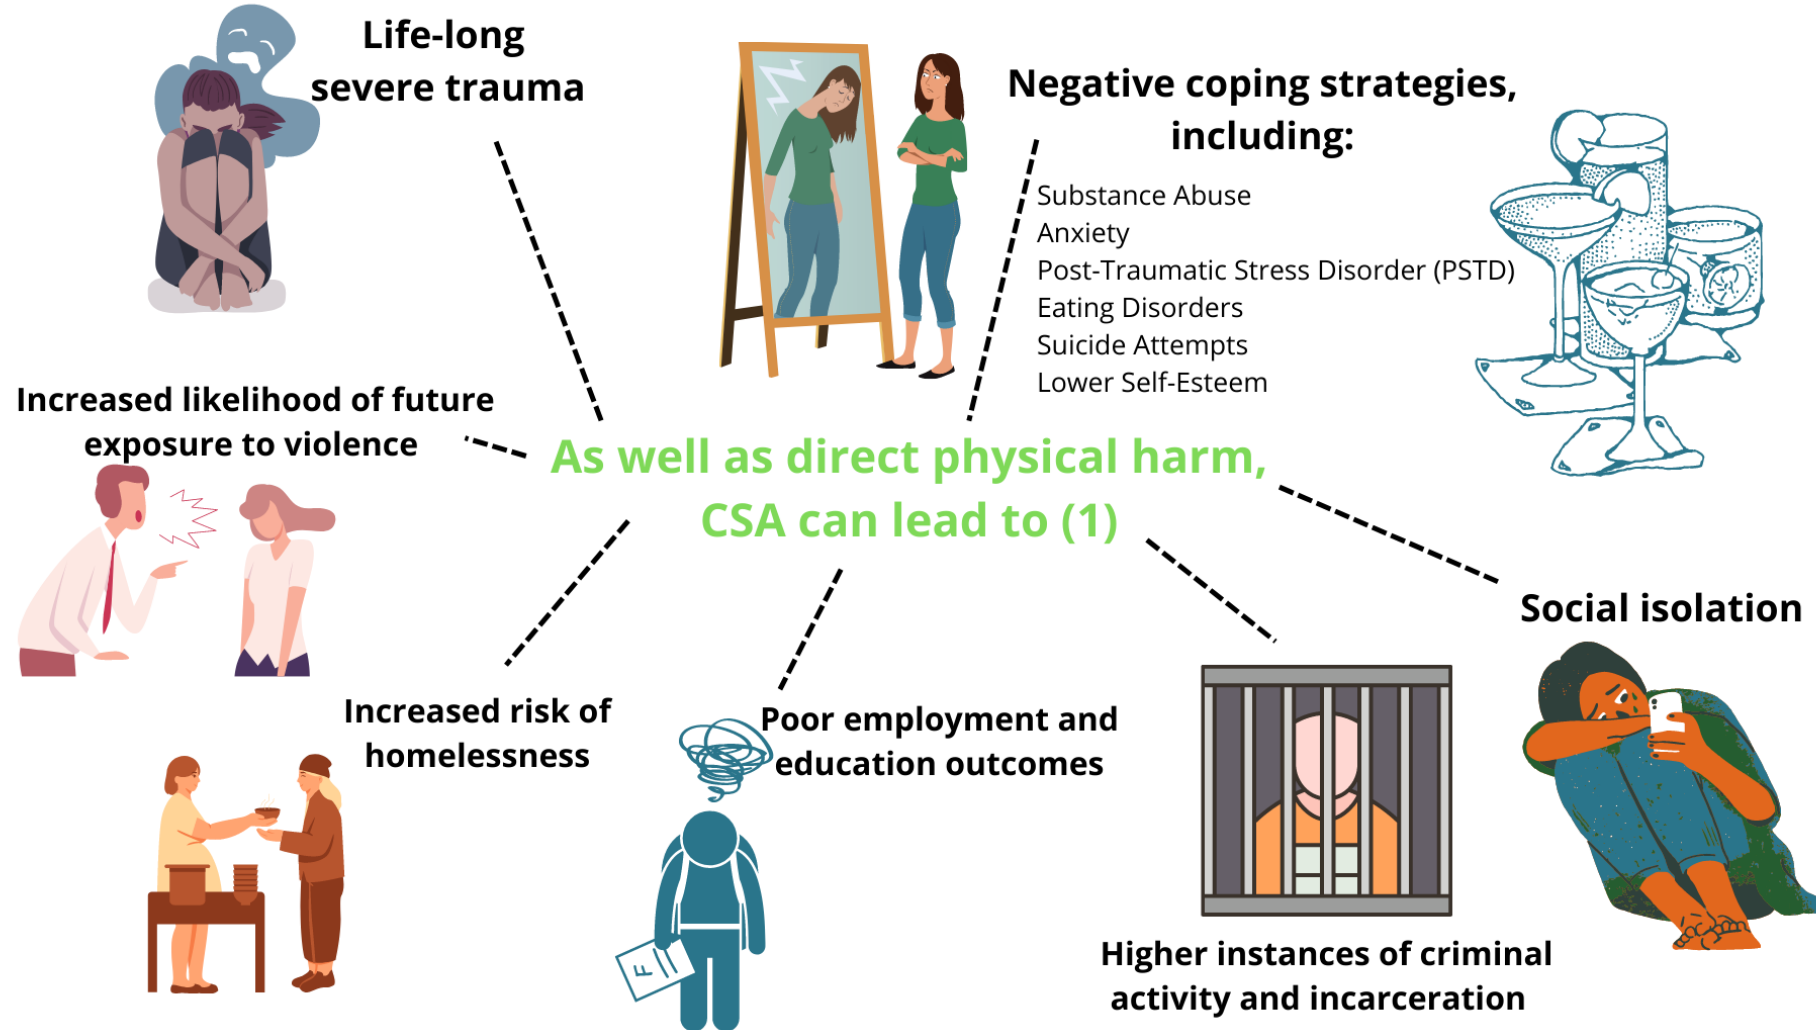 Life-long
severe trauma
Negative coping strategies,
including:
Substance Abuse
Anxiety
Post-Traumatic Stress Disorder (PSTD)
Eating Disorders
Suicide Attempts
Lower Self-Esteem
Increased likelihood of future
exposure to violence
As well as direct physical harm,
CSA can lead to (1)
Social isolation
Increased risk of
homelessness
Poor employment and
education outcomes
F
Higher instances of criminal
activity and incarceration